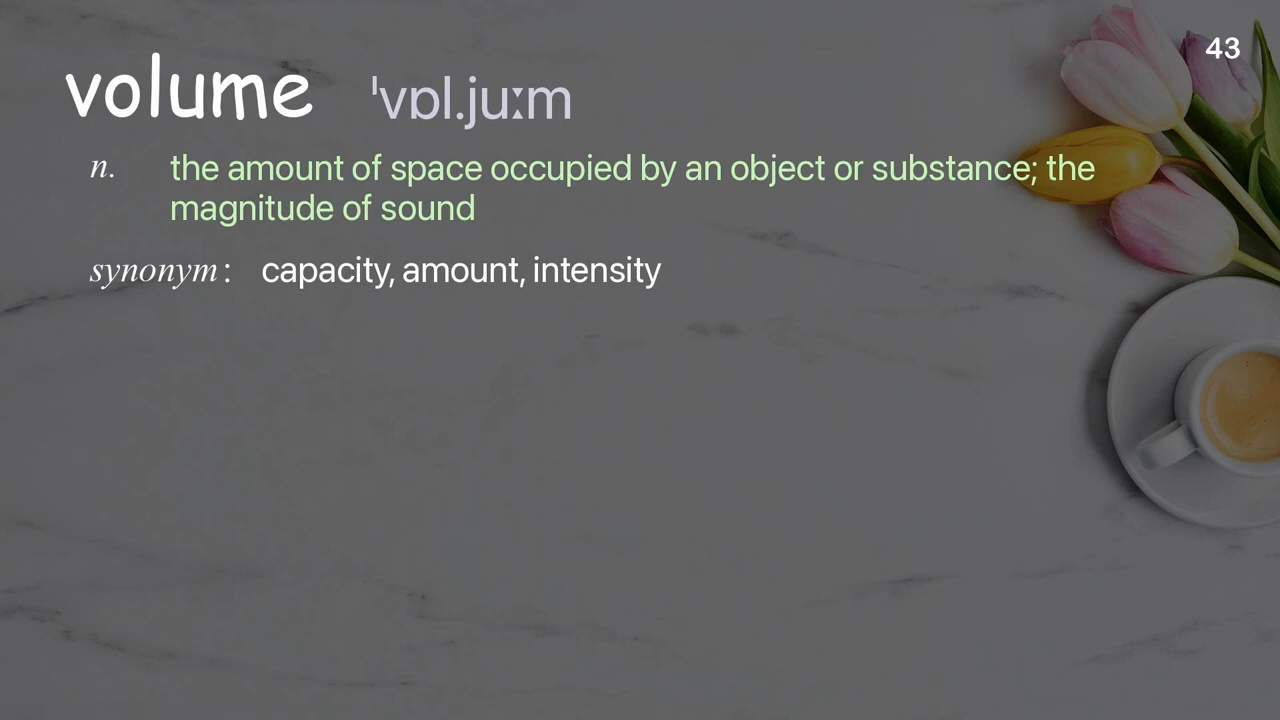 43
volume ˈvɒl.juːm
n. the amount of space occupied by an object or substance; the
magnitude of sound
synonym: capacity, amount, intensity